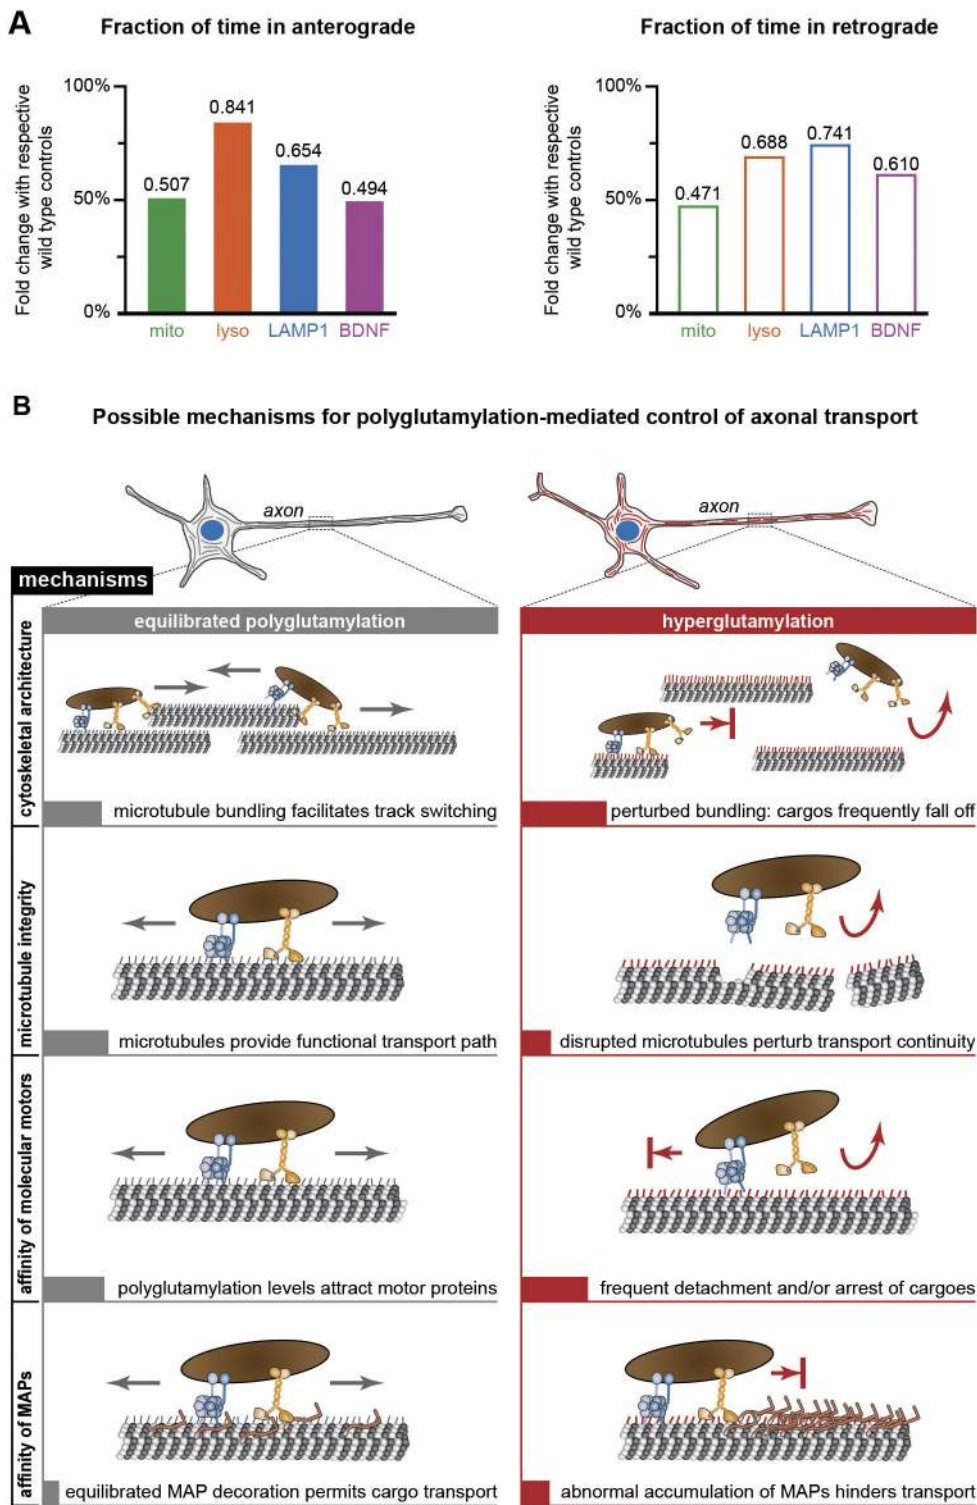 A
Fraction of time in anterograde
Fold change with respective
wild type controls
100%
50%
0%
0.507
0.841
0.654
0.494
mito
lyso
LAMP1
BDNF
Fraction of time in retrograde
Fold change with respective
wild type controls
100%
50%
0%
0.471
0.688
0.741
0.610
mito
lyso
LAMP1
BDNF
B
Possible mechanisms for polyglutamylation-mediated control of axonal transport
axon
axon
mechanisms
equilibrated polyglutamylation
hyperglutamylation
cytoskeletal architecture
microtubule bundling facilitates track switching
perturbed bundling: cargos frequently fall off
microtubule integrity
microtubules provide functional transport path
disrupted microtubules perturb transport continuity
affinity of molecular motors
polyglutamylation levels attract motor proteins
frequent detachment and/or arrest of cargoes
affinity of MAPs
equilibrated MAP decoration permits cargo transport
abnormal accumulation of MAPs hinders transport